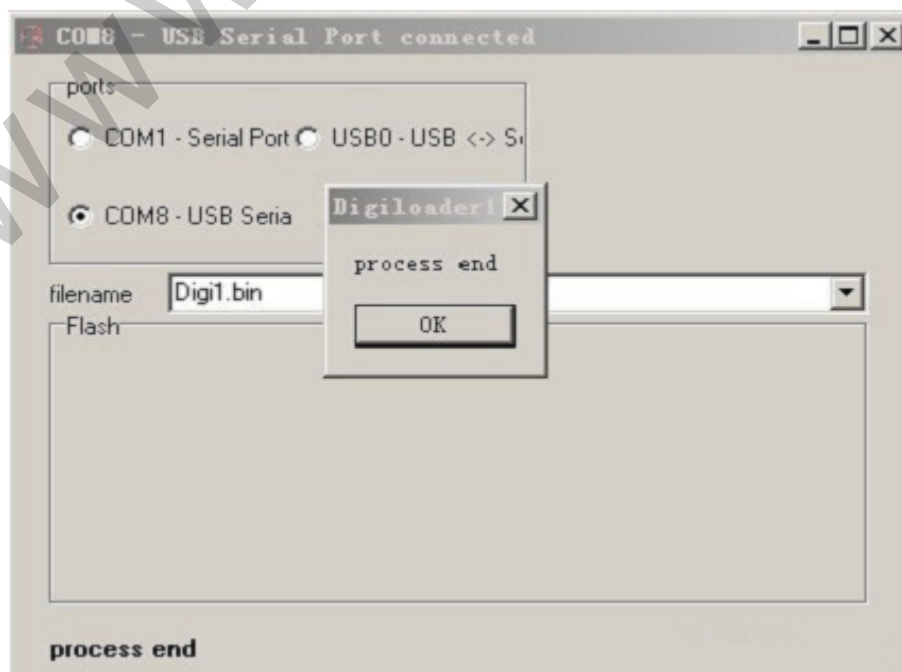 COM8 - USB Serial Port connected
ports
COM1 - Serial Port
USB0 - USB <-> S
COM8 - USB Seria
Digiloader1
process end
OK
filename
Digi1.bin
Flash
process end